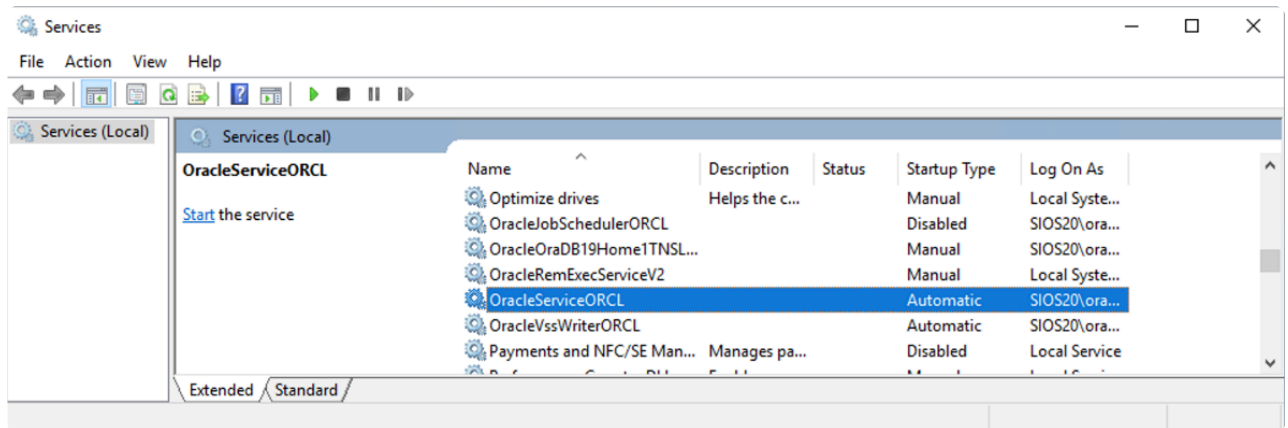 Services
File Action View Help
Services (Local)
Services (Local)
OracleServiceORCL
Start the service
Name Description Status Startup Type Log On As
Optimize drives Helps the c... Manual Local Syste...
OracleJobSchedulerORCL Disabled SIOS20\ora...
OracleOraDB19Home1TNSL... Manual SIOS20\ora...
OracleRemExecServiceV2 Manual Local Syste...
OracleServiceORCL Automatic SIOS20\ora...
OracleVssWriterORCL Automatic SIOS20\ora...
Payments and NFC/SE Man... Manages pa... Disabled Local Service
Extended Standard